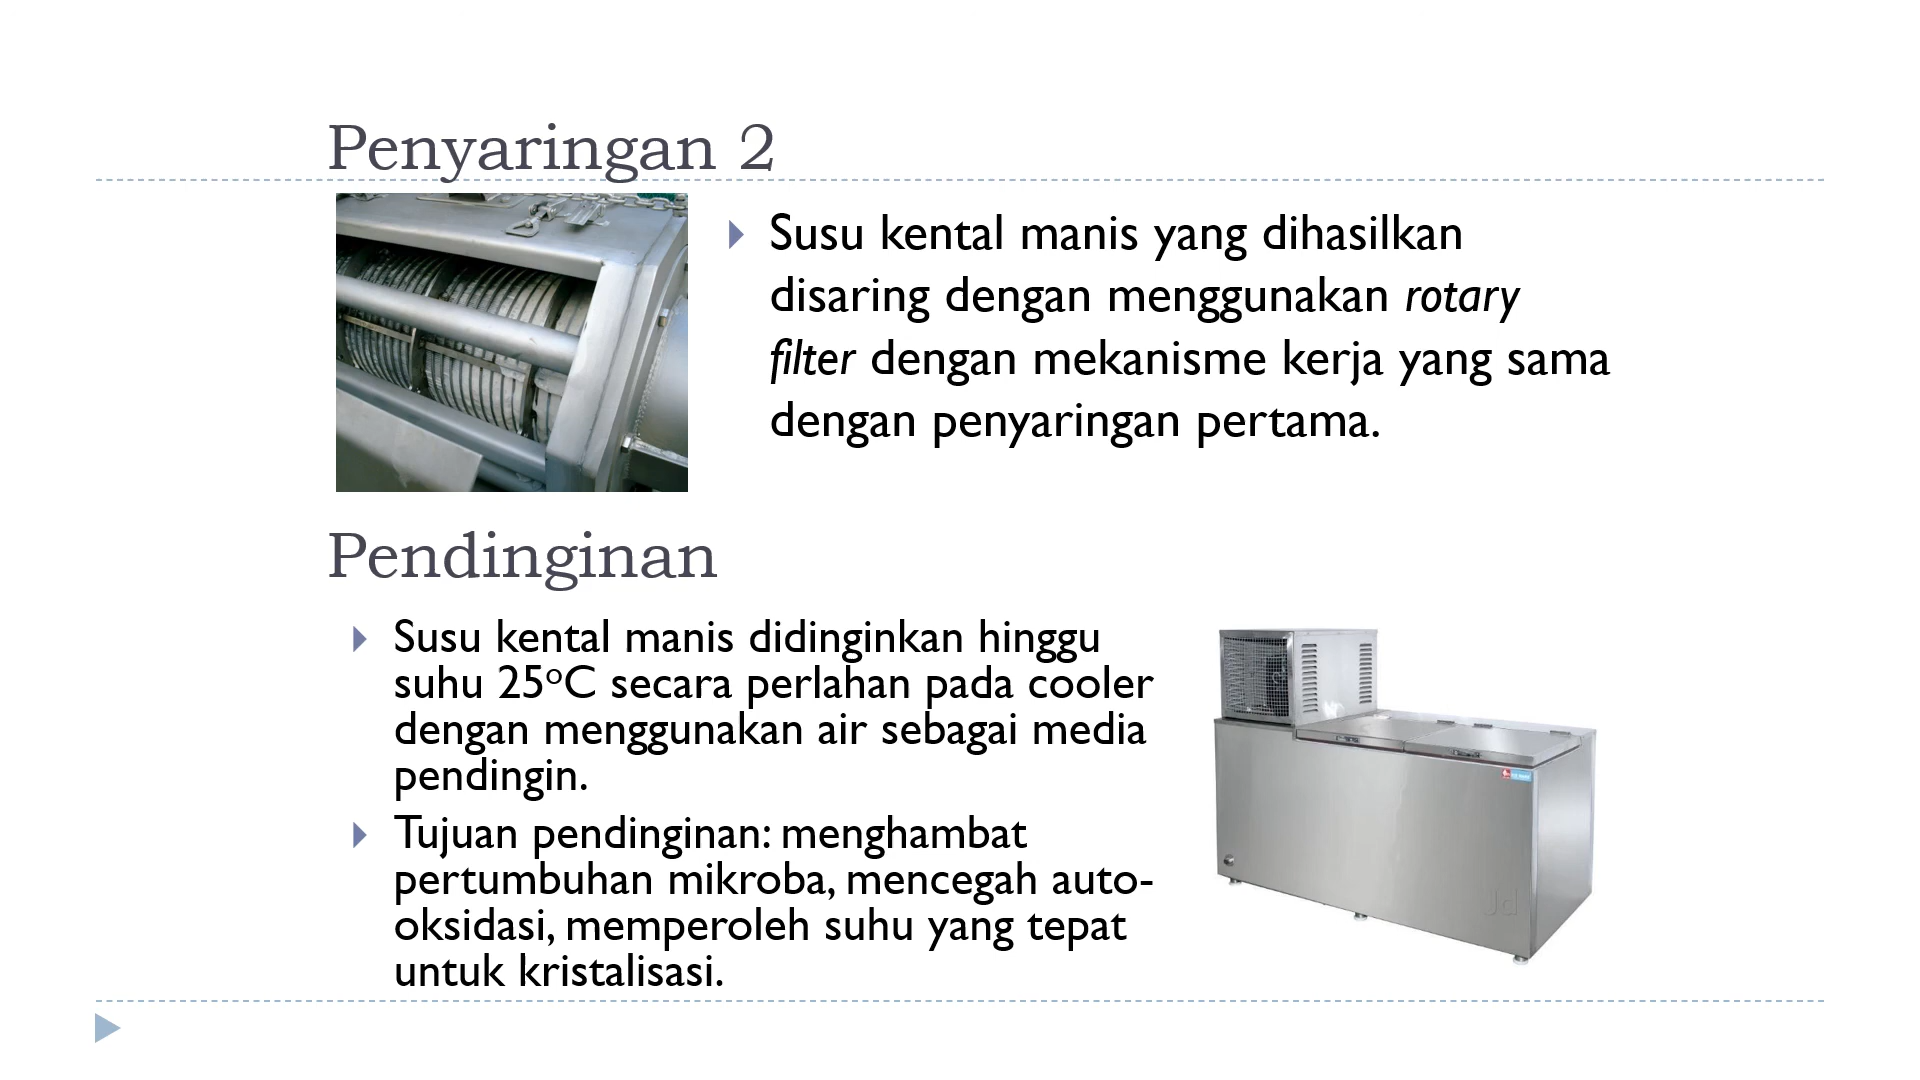 Penyaringan 2
Susu kental manis yang dihasilkan
disaring dengan menggunakan rotary
filter dengan mekanisme kerja yang sama
dengan penyaringan pertama.
Pendinginan
Susu kental manis didinginkan hinggu
suhu 25°C secara perlahan pada cooler
dengan menggunakan air sebagai media
pendingin.
Tujuan pendinginan: menghambat
pertumbuhan mikroba, mencegah auto-
oksidasi, memperoleh suhu yang tepat
untuk kristalisasi.
Jd